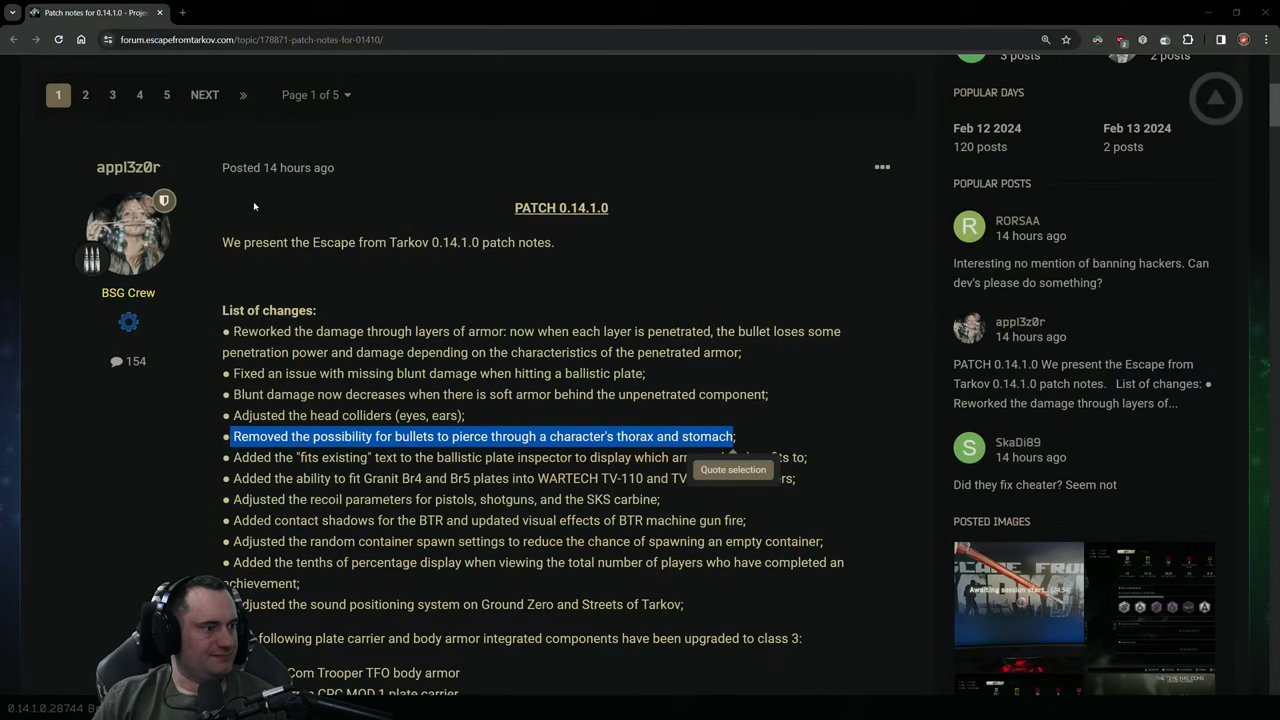 Patch notes for 0.14.1.0 - Proje
forum.escapefromtarkov.com/topic/178871-patch-notes-for-01410/
1 2 3 4 5 NEXT » Page 1 of 5
3 posts
2 posts
POPULAR DAYS
Feb 12 2024
120 posts
Feb 13 2024
2 posts
appl3z0r
BSG Crew
154
Posted 14 hours ago
PATCH 0.14.1.0
We present the Escape from Tarkov 0.14.1.0 patch notes.
List of changes:
● Reworked the damage through layers of armor: now when each layer is penetrated, the bullet loses some
penetration power and damage depending on the characteristics of the penetrated armor;
● Fixed an issue with missing blunt damage when hitting a ballistic plate;
● Blunt damage now decreases when there is soft armor behind the unpenetrated component;
● Adjusted the head colliders (eyes, ears);
● Removed the possibility for bullets to pierce through a character's thorax and stomach;
● Added the "fits existing" text to the ballistic plate inspector to display which to;
Quote selection
● Added the ability to fit Granit Br4 and Br5 plates into WARTECH TV-110 and
● Adjusted the recoil parameters for pistols, shotguns, and the SKS carbine;
● Added contact shadows for the BTR and updated visual effects of BTR machine gun fire;
● Adjusted the random container spawn settings to reduce the chance of spawning an empty container;
● Added the tenths of percentage display when viewing the total number of players who have completed an
achievement;
djusted the sound positioning system on Ground Zero and Streets of Tarkov;
following plate carrier and body armor integrated components have been upgraded to class 3:
Com Trooper TFO body armor
CPC MOD 1 plate carrier
POPULAR POSTS
R
RORSAA
14 hours ago
Interesting no mention of banning hackers. Can
dev's please do something?
appl3z0r
14 hours ago
PATCH 0.14.1.0 We present the Escape from
Tarkov 0.14.1.0 patch notes. List of changes: ●
Reworked the damage through layers of...
S
SkaDi89
14 hours ago
Did they fix cheater? Seem not
POSTED IMAGES
Awaiting session start...
THE TIME HAS COME
0.14.1.0.28744